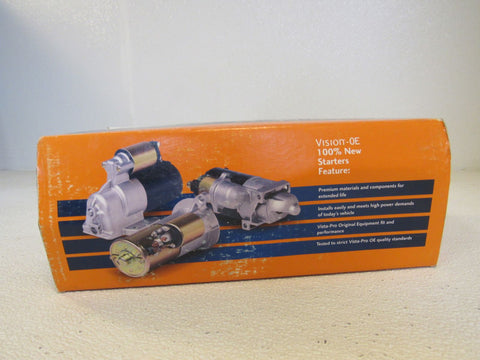 VISION-OE
100% New
Starters
Feature:
Premium materials and components for
extended life
Installs easily and meets high power demands
of today's vehicle
Vista-Pro Original Equipment fit and
performance
Tested to strict Vista-Pro OE quality standards